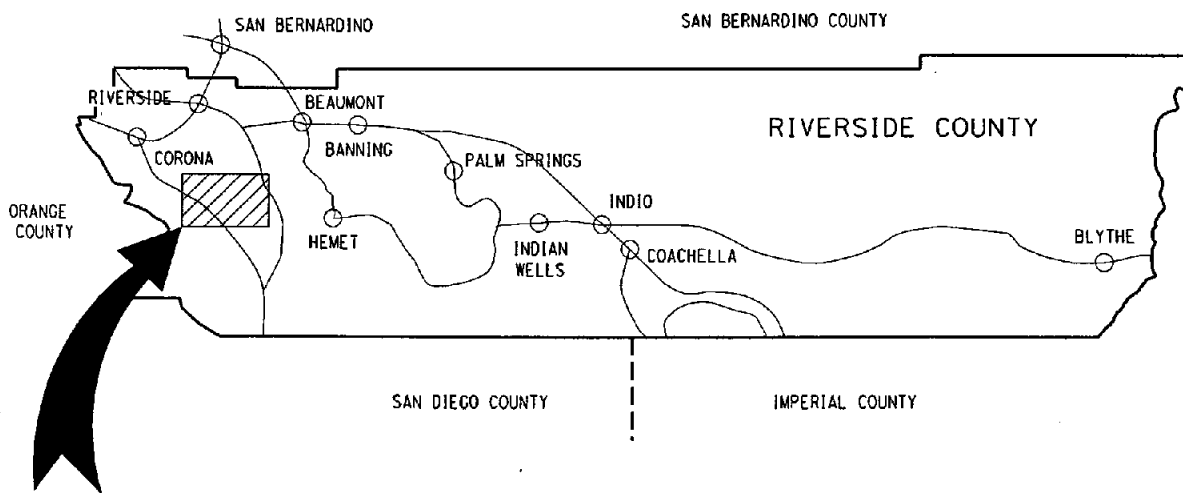 SAN BERNARDINO
SAN BERNARDINO COUNTY
RIVERSIDE
BEAUMONT
RIVERSIDE COUNTY
BANNING
CORONA
PALM SPRINGS
ORANGE
COUNTY
HEMET
INDIO
INDIAN
WELLS
COACHELLA
BLYTHE
SAN DIEGO COUNTY
IMPERIAL COUNTY